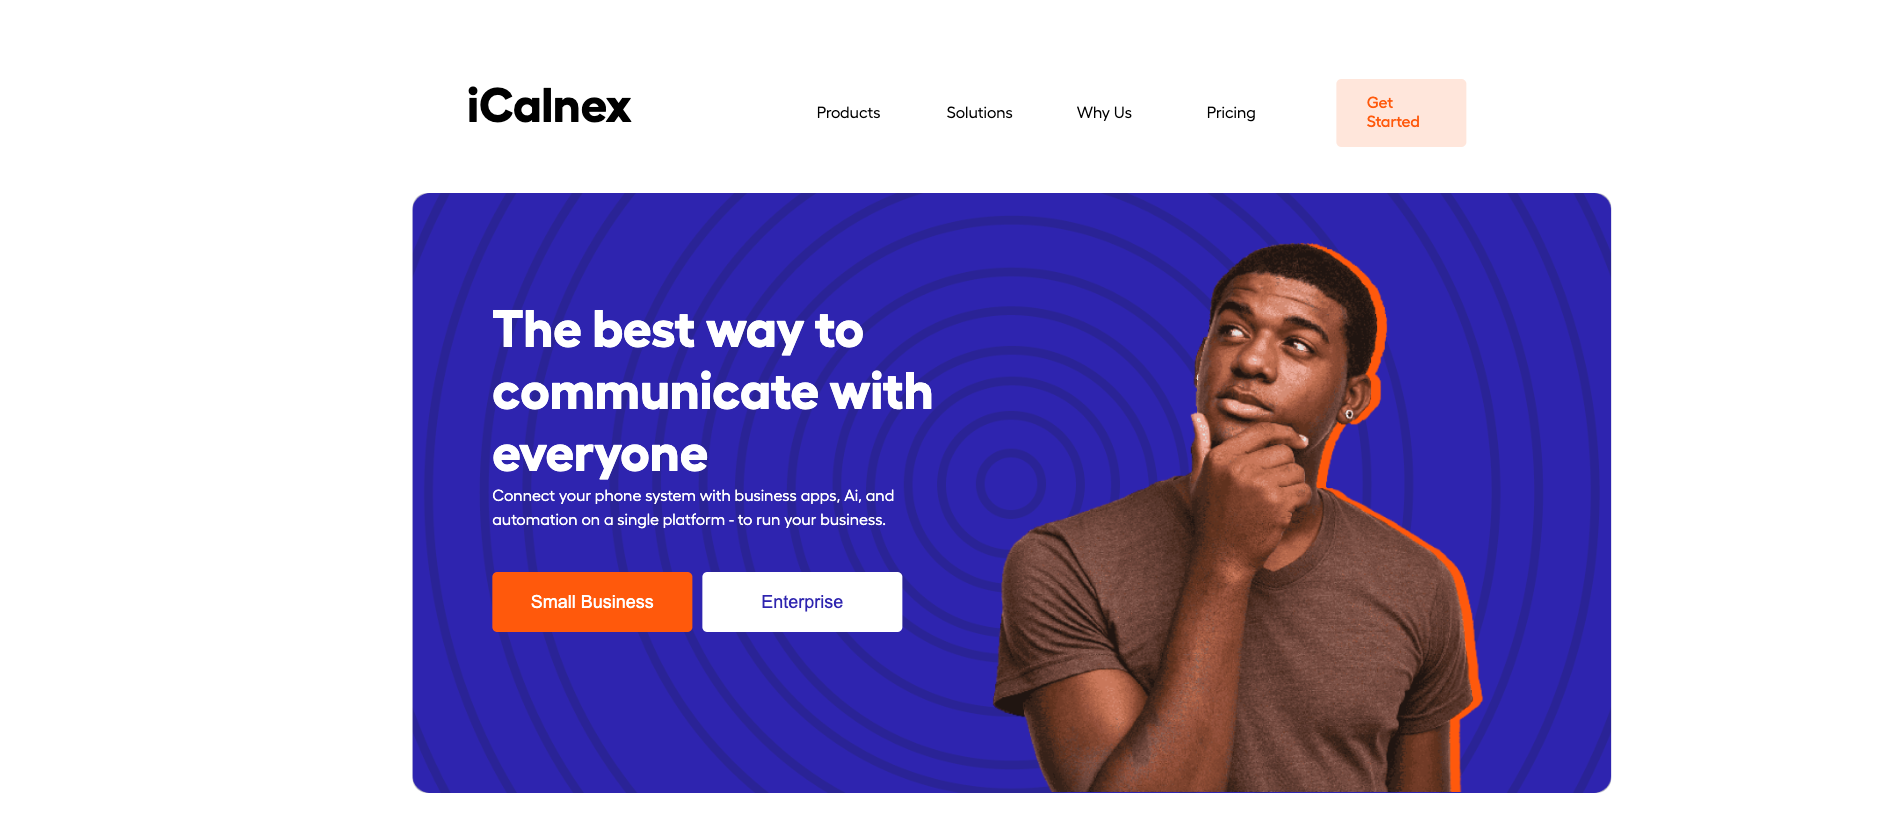 iCalnex
Products
Solutions
Why Us
Pricing
Get
Started
The best way to
communicate with
everyone
Connect your phone system with business apps, Ai, and
automation on a single platform - to run your business.
Small Business
Enterprise